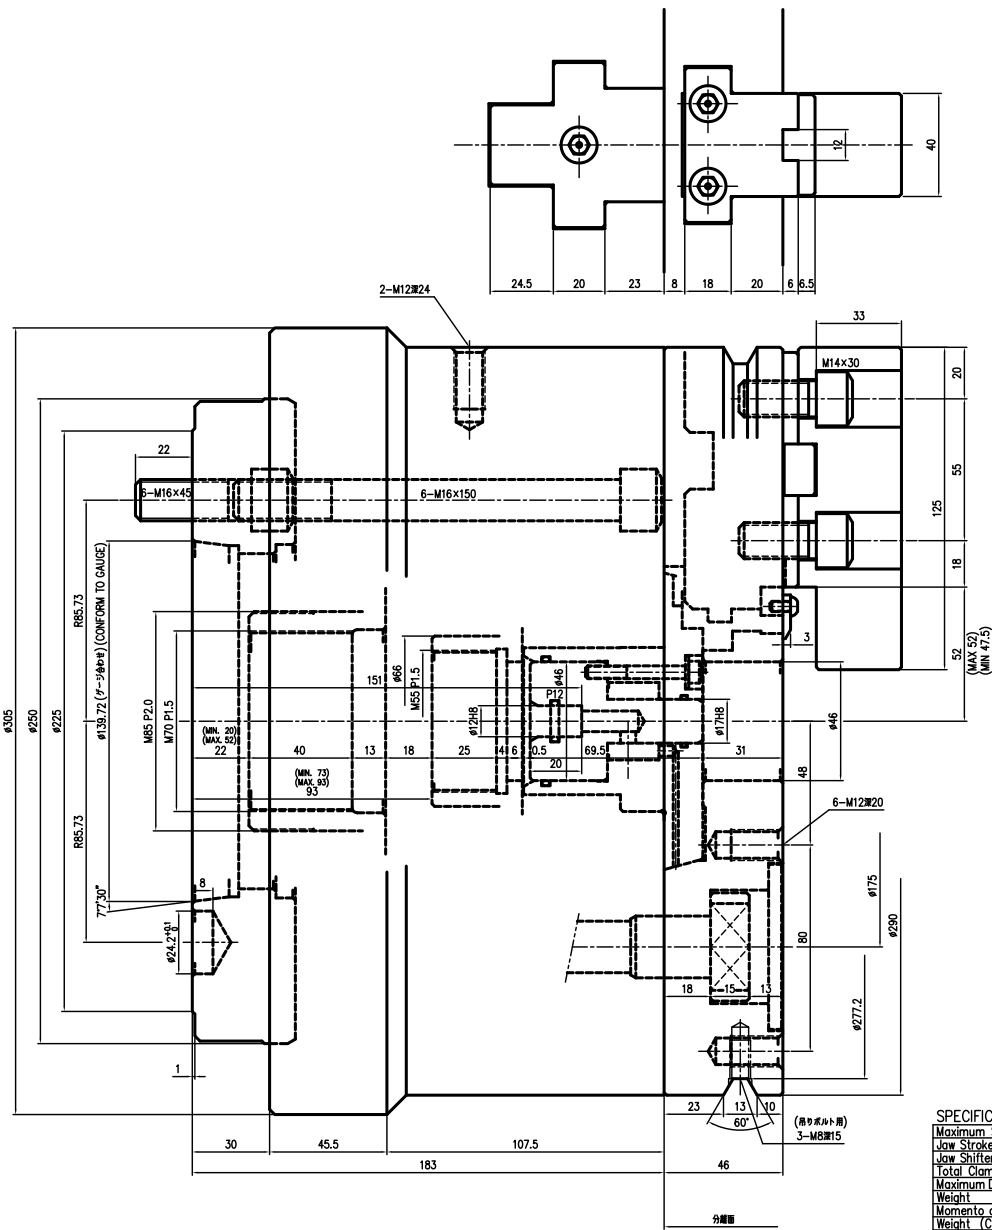 12
40
24.5
20
23
8
18
20
6
6.5
2-M12深24
33
M14×30
20
22
6-M16×45
6-M16×150
55
125
18
R85.73
ø139.72 (ゲージ合わせ) (CONFORM TO GAUGE)
3
52
(MAX 52)
(MIN 47.5)
ø66
M55 P1.5
151
ø46
P12
ø305
ø250
ø225
M85 P2.0
M70 P1.5
ø12H8
ø17H8
ø46
(MIN. 20)
(MAX. 52)
22
40
13
18
25
4
6
0.5
69.5
31
20
48
(MIN. 73)
(MAX. 93)
93
6-M12深20
R85.73
8
7°7'30"
ø24.2 +0.1 0
ø175
ø290
80
18
15
13
ø277.2
1
23
13
10
60°
(吊りボルト用)
3-M8深15
30
45.5
107.5
183
46
分離面
SPECIFIC
Maximum
Jaw Stroke
Jaw Shifter
Total Clam
Maximum D
Weight
Momento o
Weight (C